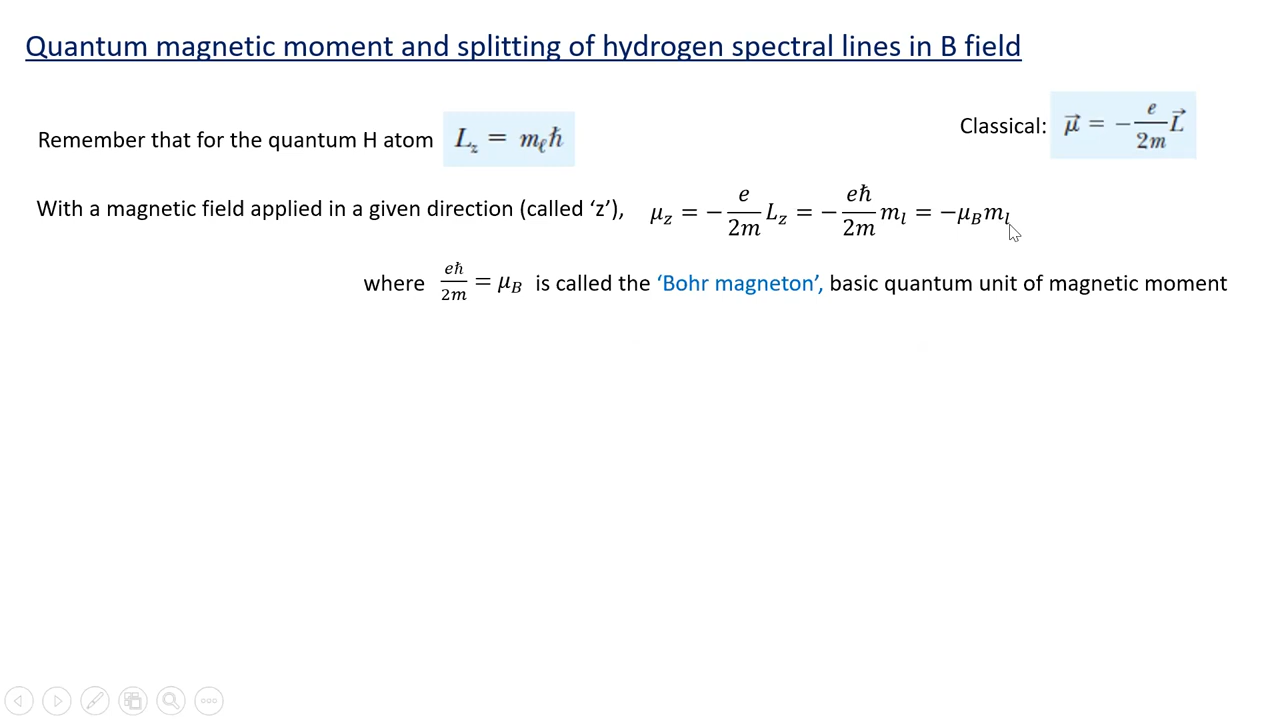 Quantum magnetic moment and splitting of hydrogen spectral lines in B field
Remember that for the quantum H atom L_z = m_ℓħ
Classical: μ⃗ = −e/2m L⃗
With a magnetic field applied in a given direction (called ‘z’), μ_z = −e/2m L_z = −eħ/2m m_l = −μ_B m_l
where eħ/2m = μ_B is called the ‘Bohr magneton’, basic quantum unit of magnetic moment